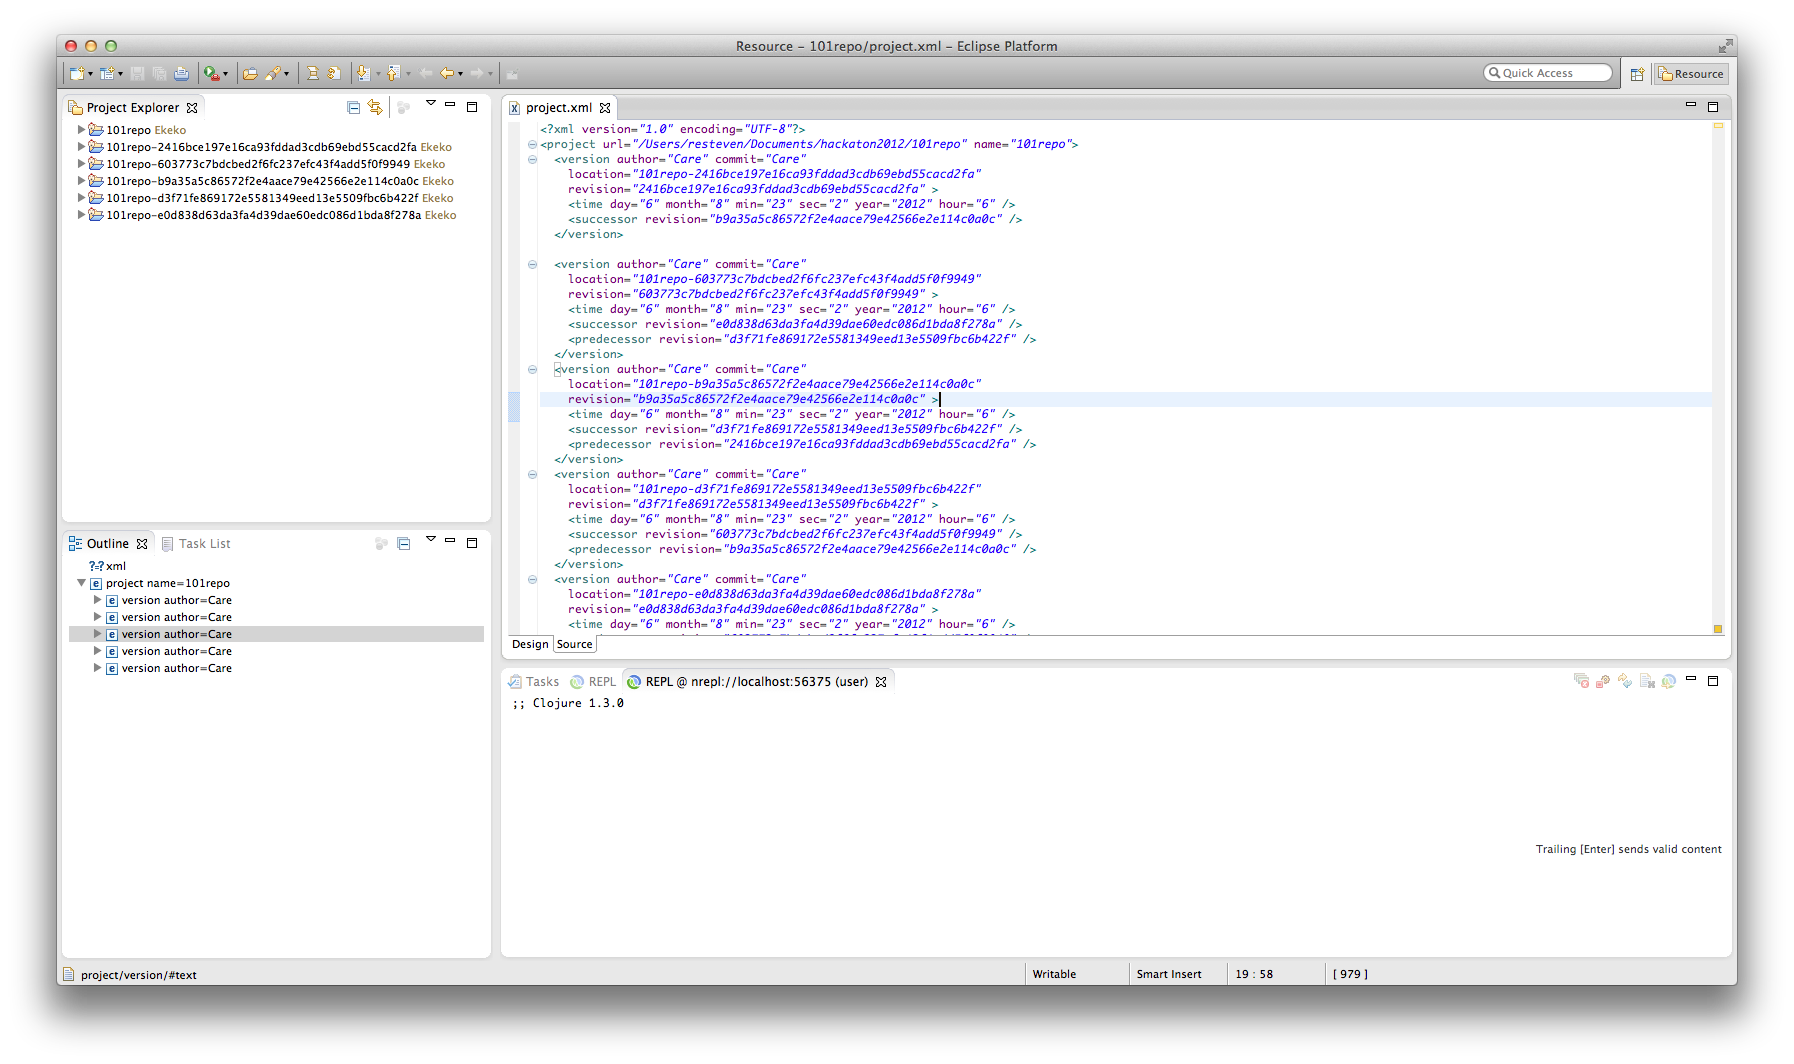 Resource – 101repo/project.xml – Eclipse Platform
Quick Access
Resource
Project Explorer
101repo Ekeko
101repo-2416bce197e16ca93fddad3cdb69ebd55cacd2fa Ekeko
101repo-603773c7bdcbed2f6fc237efc43f4add5f0f9949 Ekeko
101repo-b9a35a5c86572f2e4aace79e42566e2e114c0a0c Ekeko
101repo-d3f71fe869172e5581349eed13e5509fbc6b422f Ekeko
101repo-e0d838d63da3fa4d39dae60edc086d1bda8f278a Ekeko
Outline
Task List
?-? xml
e project name=101repo
e version author=Care
e version author=Care
e version author=Care
e version author=Care
e version author=Care
project.xml
<?xml version="1.0" encoding="UTF-8"?>
<project url="/Users/resteven/Documents/hackaton2012/101repo" name="101repo">
<version author="Care" commit="Care"
location="101repo-2416bce197e16ca93fddad3cdb69ebd55cacd2fa"
revision="2416bce197e16ca93fddad3cdb69ebd55cacd2fa" >
<time day="6" month="8" min="23" sec="2" year="2012" hour="6" />
<successor revision="b9a35a5c86572f2e4aace79e42566e2e114c0a0c" />
</version>
<version author="Care" commit="Care"
location="101repo-603773c7bdcbed2f6fc237efc43f4add5f0f9949"
revision="603773c7bdcbed2f6fc237efc43f4add5f0f9949" >
<time day="6" month="8" min="23" sec="2" year="2012" hour="6" />
<successor revision="e0d838d63da3fa4d39dae60edc086d1bda8f278a" />
<predecessor revision="d3f71fe869172e5581349eed13e5509fbc6b422f" />
</version>
<version author="Care" commit="Care"
location="101repo-b9a35a5c86572f2e4aace79e42566e2e114c0a0c"
revision="b9a35a5c86572f2e4aace79e42566e2e114c0a0c" >
<time day="6" month="8" min="23" sec="2" year="2012" hour="6" />
<successor revision="d3f71fe869172e5581349eed13e5509fbc6b422f" />
<predecessor revision="2416bce197e16ca93fddad3cdb69ebd55cacd2fa" />
</version>
<version author="Care" commit="Care"
location="101repo-d3f71fe869172e5581349eed13e5509fbc6b422f"
revision="d3f71fe869172e5581349eed13e5509fbc6b422f" >
<time day="6" month="8" min="23" sec="2" year="2012" hour="6" />
<successor revision="603773c7bdcbed2f6fc237efc43f4add5f0f9949" />
<predecessor revision="b9a35a5c86572f2e4aace79e42566e2e114c0a0c" />
</version>
<version author="Care" commit="Care"
location="101repo-e0d838d63da3fa4d39dae60edc086d1bda8f278a"
revision="e0d838d63da3fa4d39dae60edc086d1bda8f278a" >
<time day="6" month="8" min="23" sec="2" year="2012" hour="6" />
Design
Source
Tasks
REPL
REPL @ nrepl://localhost:56375 (user)
;; Clojure 1.3.0
Trailing [Enter] sends valid content
project/version/#text
Writable
Smart Insert
19 : 58
[ 979 ]